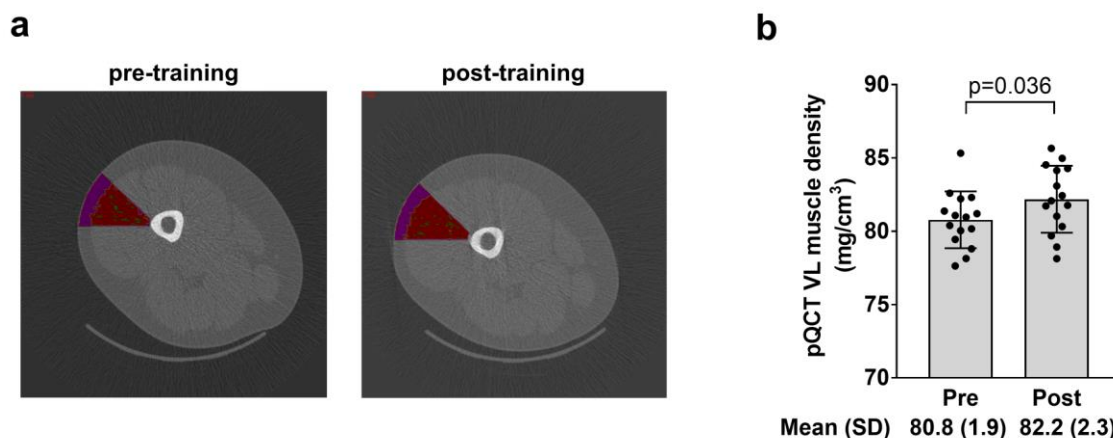 a
pre-training
post-training
b
p=0.036
pQCT VL muscle density
(mg/cm³)
90
85
80
75
70
Pre Post
Mean (SD) 80.8 (1.9) 82.2 (2.3)